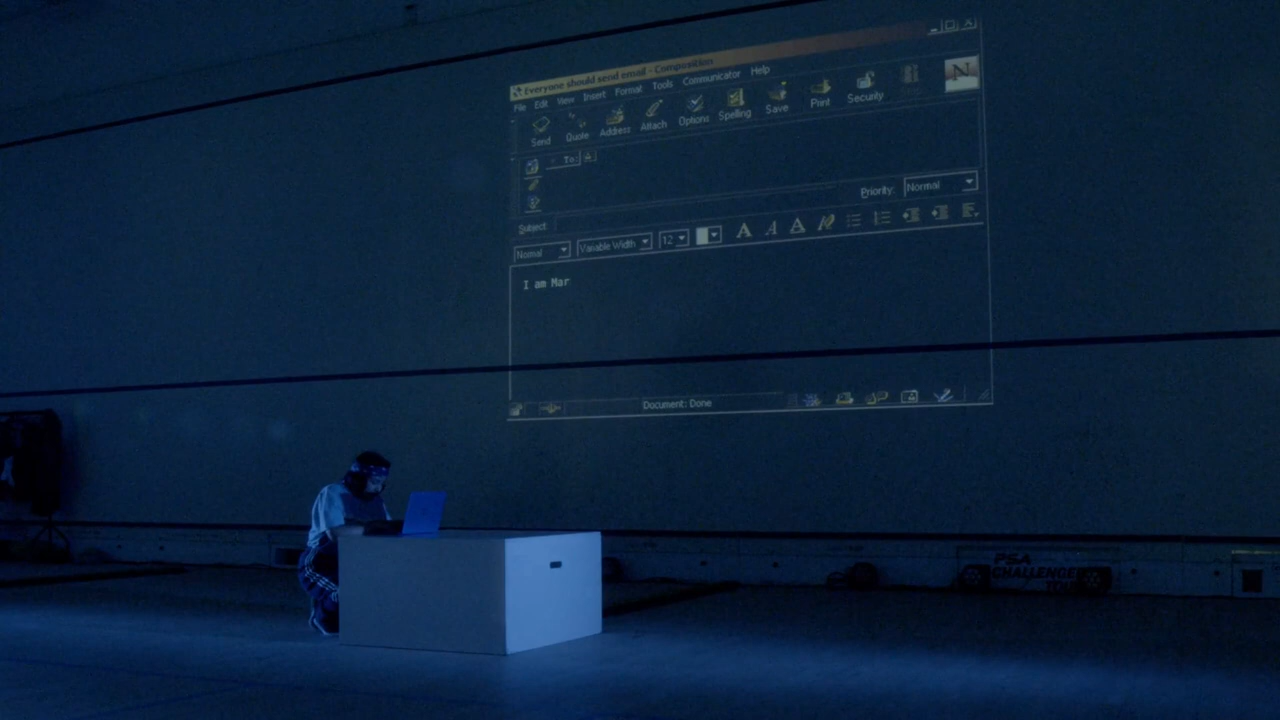 Everyone should send email - Composition
File Edit View Insert Format Tools Communicator Help
Send Quote Address Attach Options Spelling Save Print Security
N
To:
Priority: Normal
Subject
Normal Variable Width 12 A A A
I am Mar
Document: Done
PSA
CHALLENGE